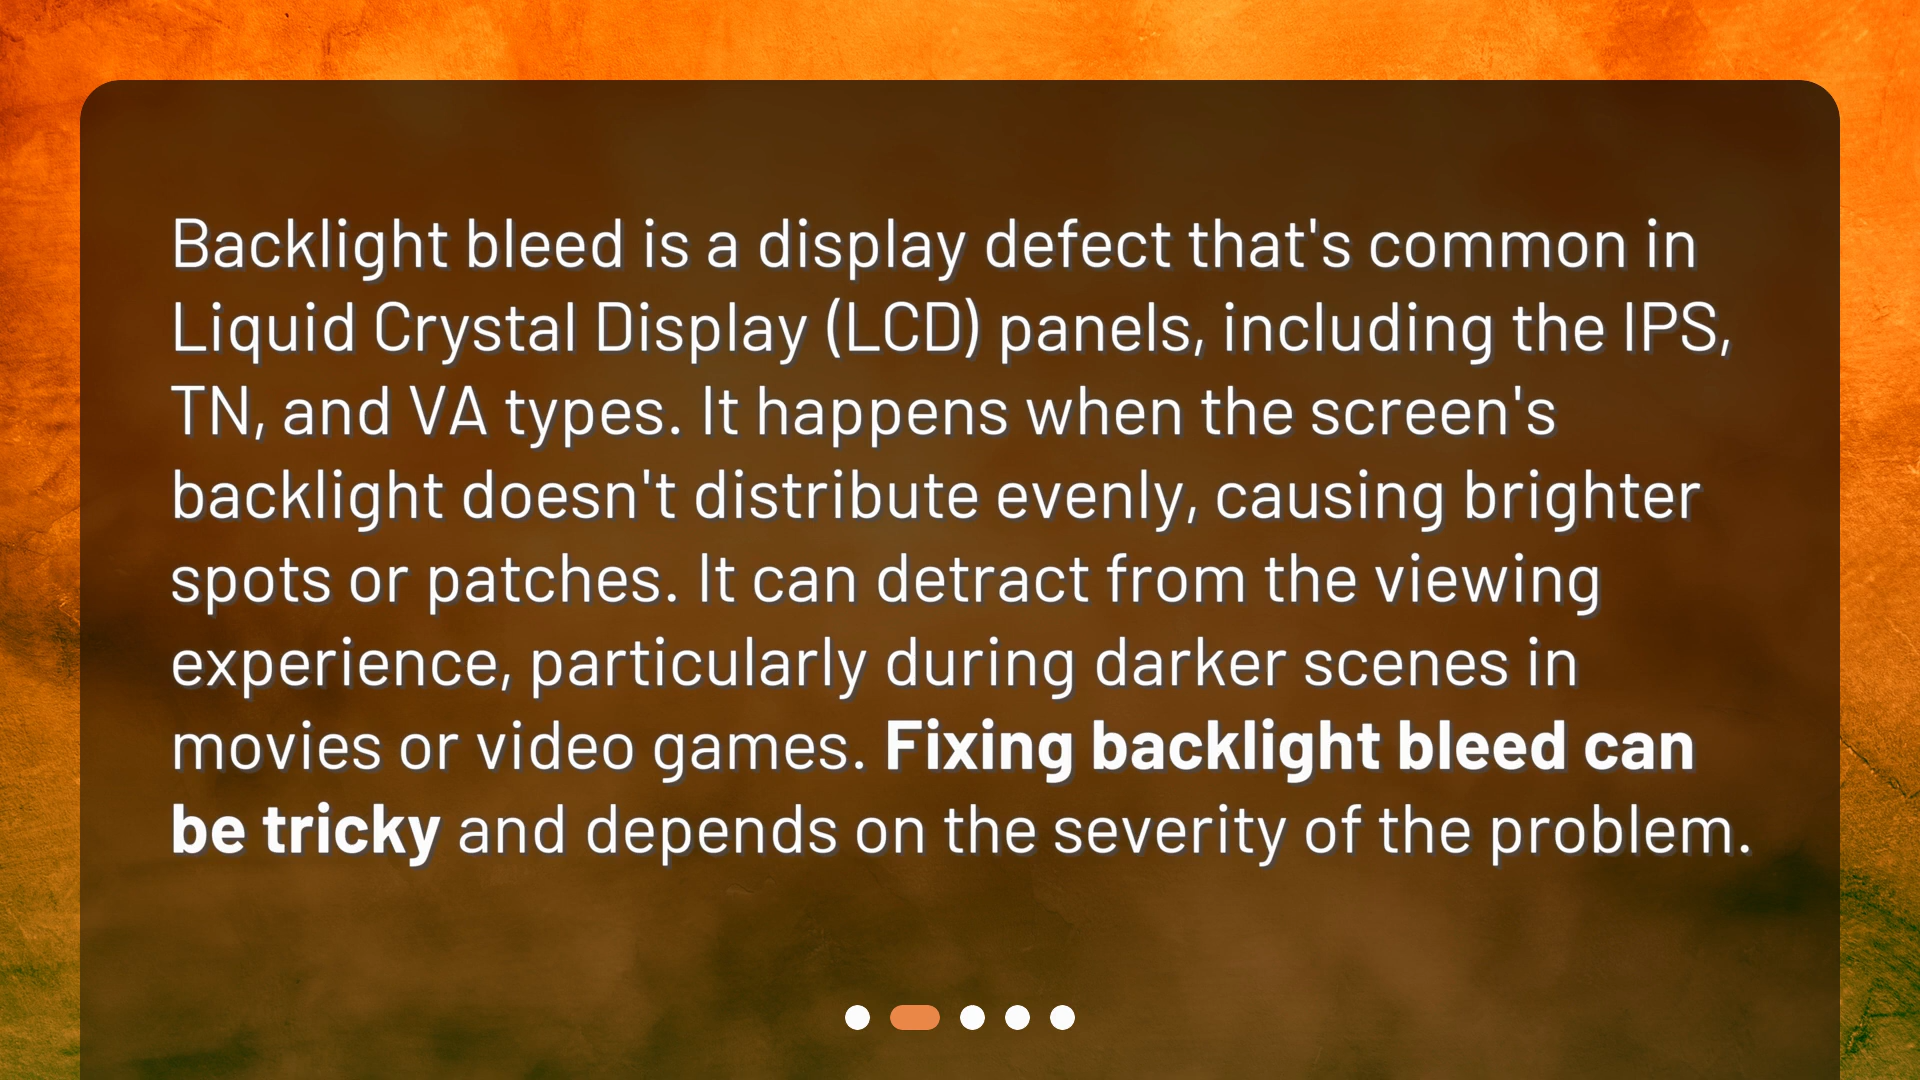 Backlight bleed is a display defect that's common in
Liquid Crystal Display (LCD) panels, including the IPS,
TN, and VA types. It happens when the screen's
backlight doesn't distribute evenly, causing brighter
spots or patches. It can detract from the viewing
experience, particularly during darker scenes in
movies or video games. Fixing backlight bleed can
be tricky and depends on the severity of the problem.